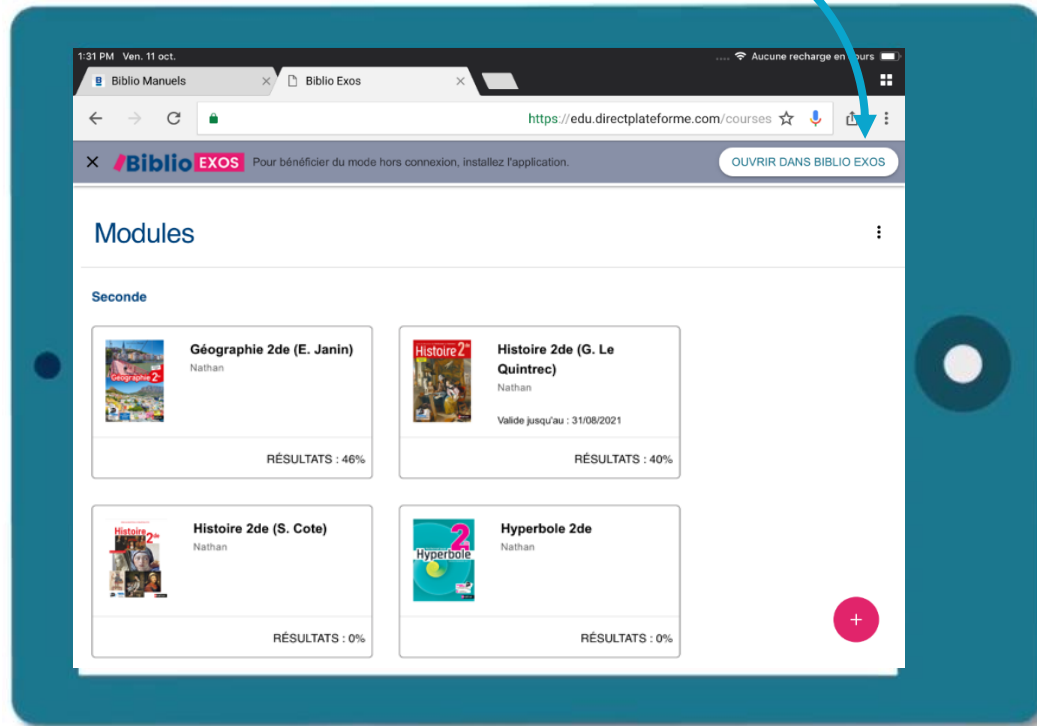 1:31 PM Ven. 11 oct.
Aucune recharge en cours
Biblio Manuels
Biblio Exos
https://edu.directplateforme.com/courses
/Biblio EXOS
Pour bénéficier du mode hors connexion, installez l'application.
OUVRIR DANS BIBLIO EXOS
Modules
Seconde
Géographie 2de
Géographie 2de (E. Janin)
Nathan
RÉSULTATS : 46%
Histoire 2de
Histoire 2de (G. Le
Quintrec)
Nathan
Valide jusqu'au : 31/08/2021
RÉSULTATS : 40%
Histoire 2de
Histoire 2de (S. Cote)
Nathan
RÉSULTATS : 0%
2
Hyperbole
Hyperbole 2de
Nathan
RÉSULTATS : 0%
+